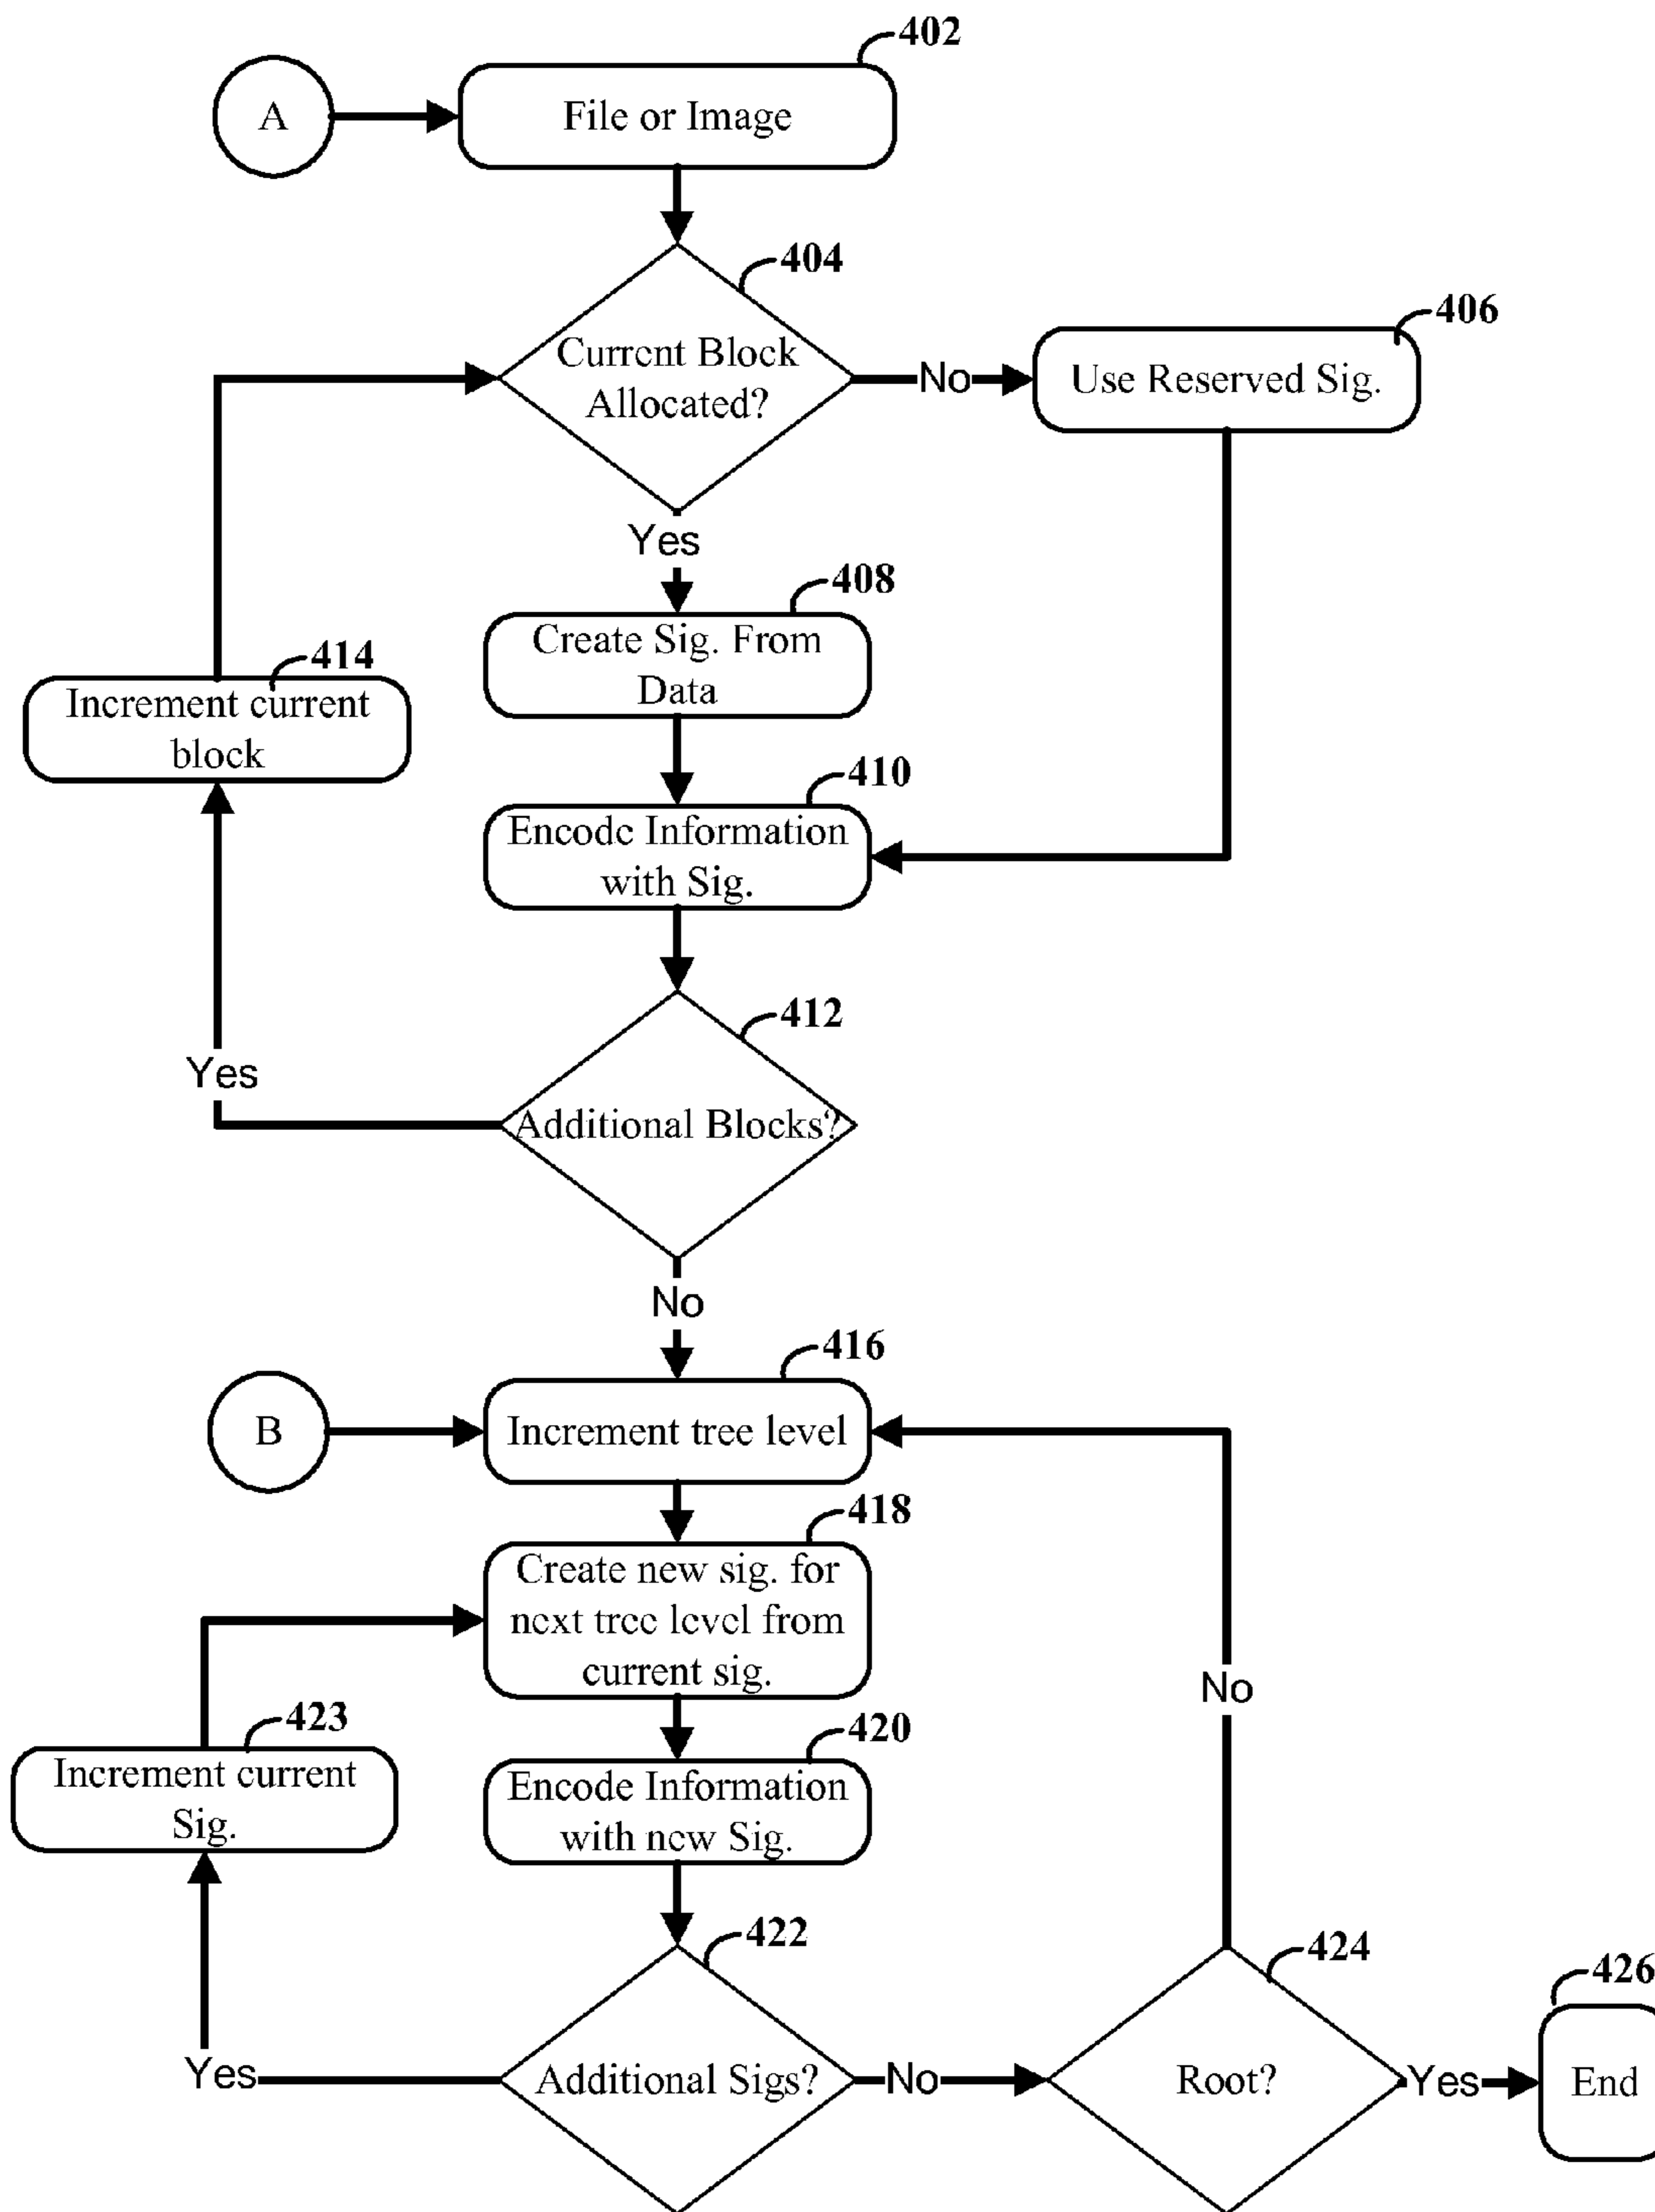 402
A
File or Image
404
Current Block
Allocated?
No
406
Use Reserved Sig.
Yes
408
Create Sig. From
Data
414
Increment current
block
410
Encode Information
with Sig.
412
Additional Blocks?
Yes
No
416
B
Increment tree level
418
Create new sig. for
next tree level from
current sig.
No
423
Increment current
Sig.
420
Encode Information
with new Sig.
422
Additional Sigs?
Yes
No
424
Root?
Yes
426
End